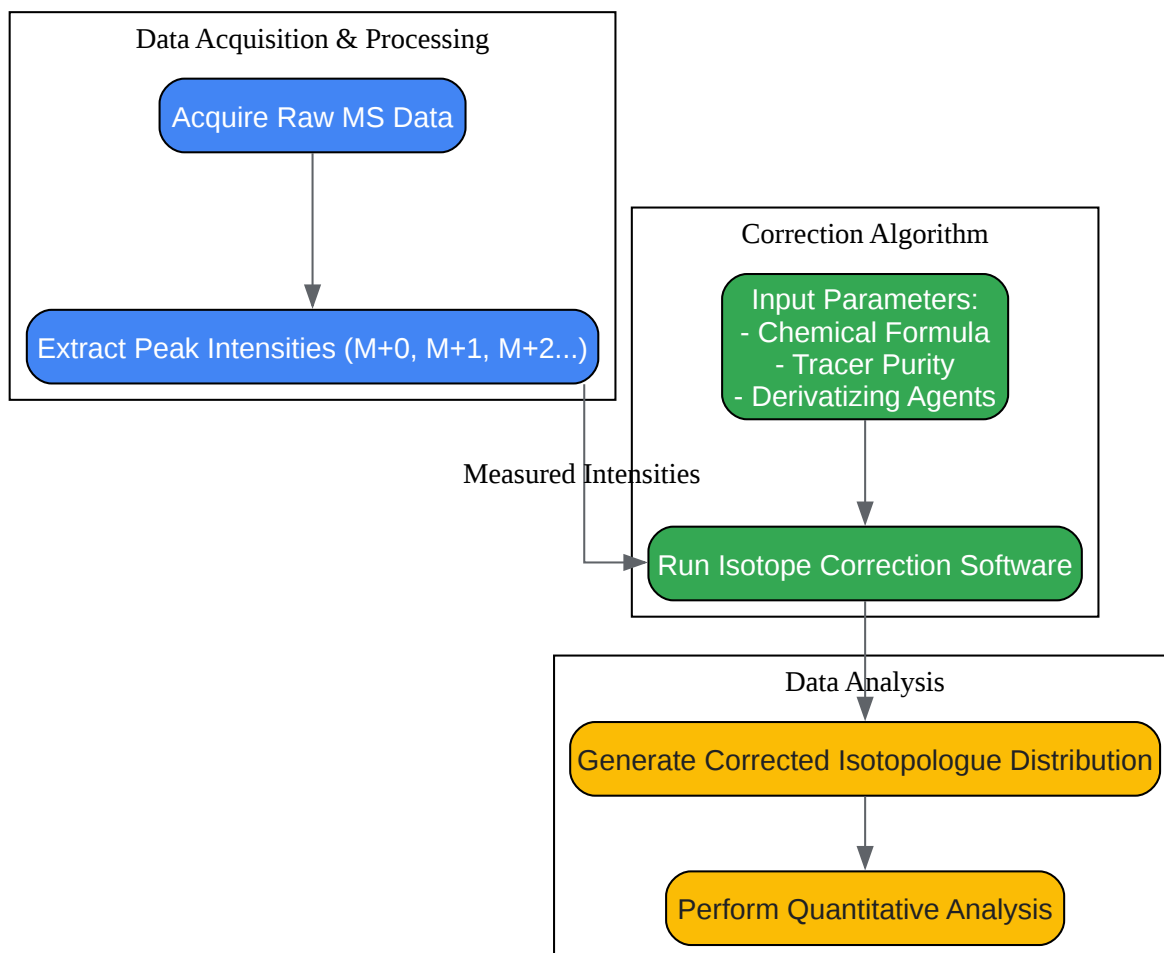 Data Acquisition & Processing
Acquire Raw MS Data
Extract Peak Intensities (M+0, M+1, M+2...)
Correction Algorithm
Input Parameters:
- Chemical Formula
- Tracer Purity
- Derivatizing Agents
Measured Intensities
Run Isotope Correction Software
Data Analysis
Generate Corrected Isotopologue Distribution
Perform Quantitative Analysis